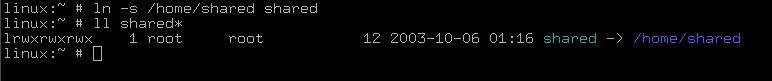 linux:~ # ln -s /home/shared shared
linux:~ # ll shared*
lrwxrwxrwx    1 root     root           12 2003-10-06 01:16 shared -> /home/shared
linux:~ #